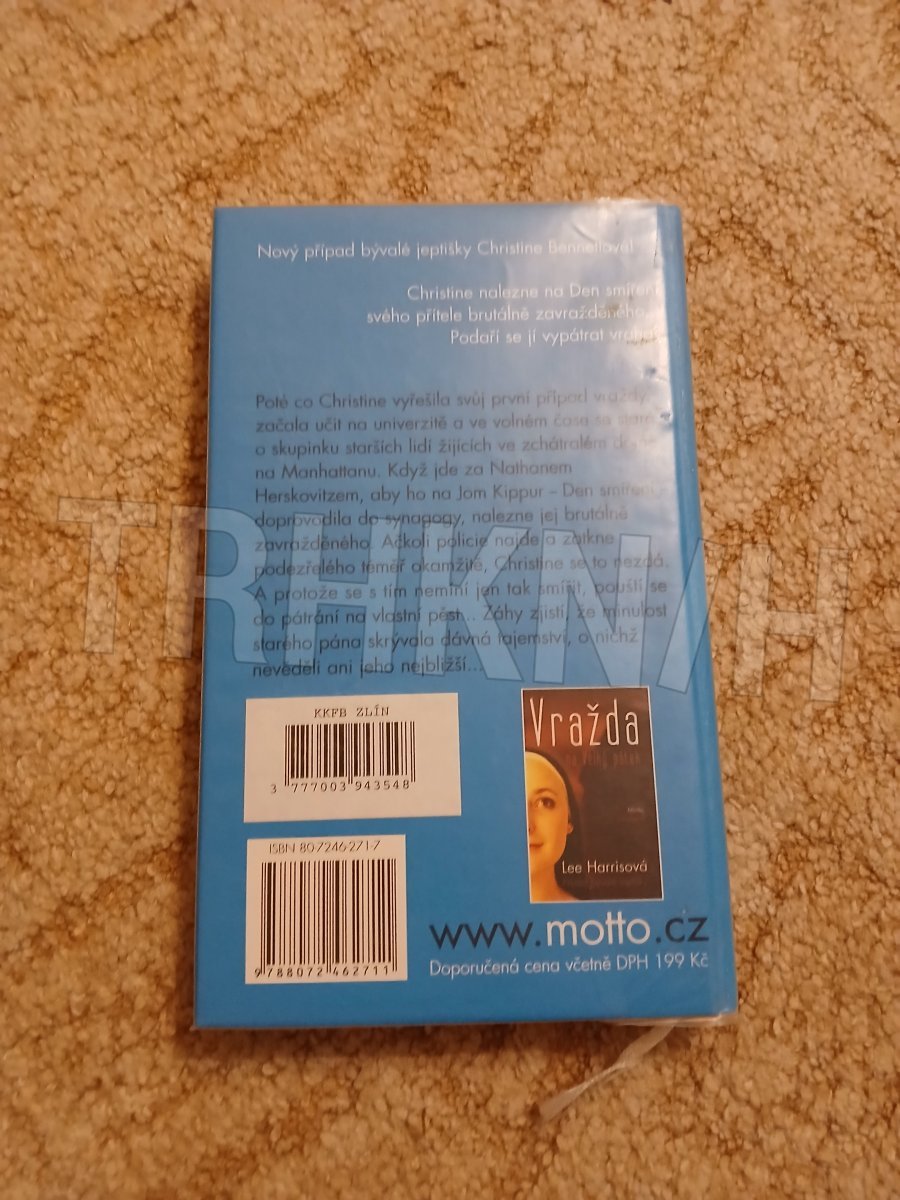 Nový případ bývalé jeptišky Christine Bennettové!
Christine nalezne na Den smíření
svého přítele brutálně zavražděného.
Podaří se jí vypátrat vraha?
Poté co Christine vyřešila svůj první případ vraždy,
začala učit na univerzitě a ve volném čase se stará
o skupinku starších lidí žijících ve zchátralém
na Manhattanu. Když jde za Nathanem
Herskovitzem, aby ho na Jom Kippur – Den smíření –
doprovodila do synagogy, nalezne jej brutálně
zavražděného. Ačkoli policie najde a zatkne
podezřelého téměř okamžitě, Christine se to nezdá.
A protože se s tím nemíní jen tak smířit, pouští se
do pátrání na vlastní pěst... Záhy zjistí, že minulost
starého pána skrývala dávná tajemství, o nichž
nevěděli ani jeho nejbližší...
TRHKNIH
KKFB ZLÍN
3 777003 943548
Vražda
na Velký pátek
Lee Harrisová
ISBN 80-7246-271-7
9 788072 462711
www.motto.cz
Doporučená cena včetně DPH 199 Kč